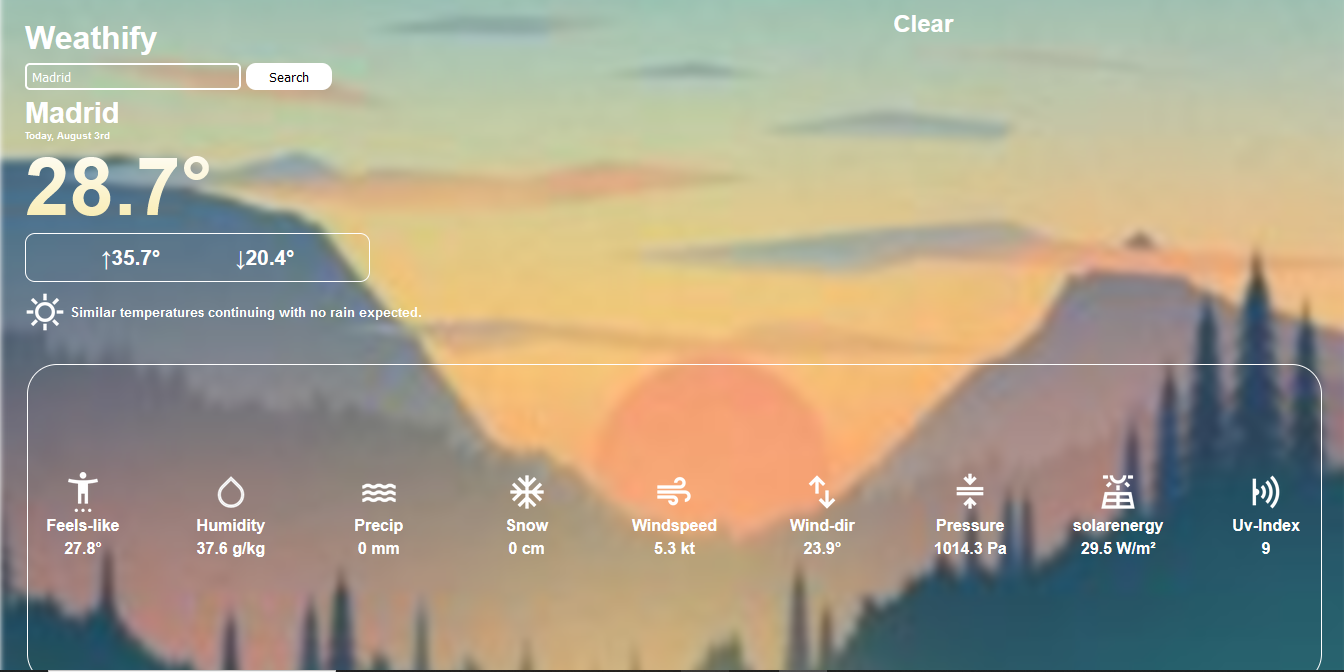 Weathify
Clear
Madrid
Search
Madrid
Today, August 3rd
28.7°
↑35.7° ↓20.4°
Similar temperatures continuing with no rain expected.
Feels-like Humidity Precip Snow Windspeed Wind-dir Pressure solarenergy Uv-Index
27.8° 37.6 g/kg 0 mm 0 cm 5.3 kt 23.9° 1014.3 Pa 29.5 W/m² 9